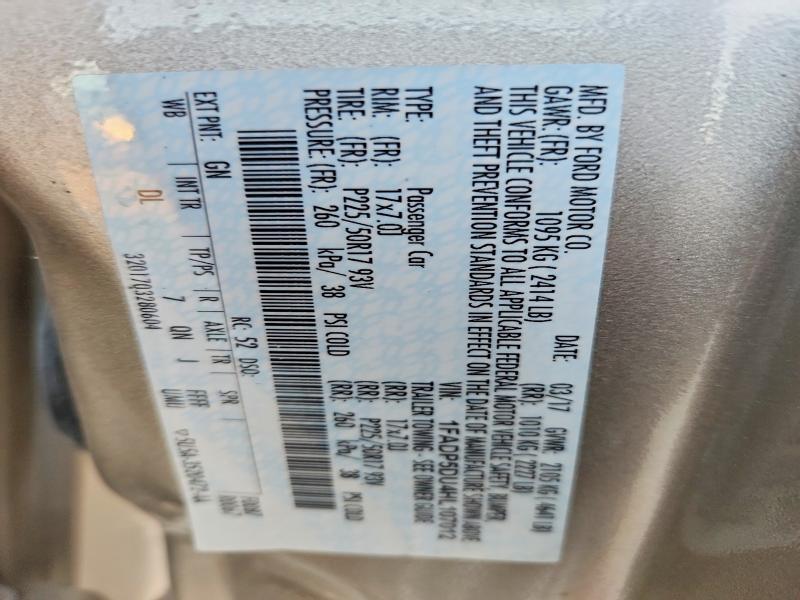 MFD. BY FORD MOTOR CO.
DATE: 03/17 GVWR: 2105 KG (4641 LB)
GAWR: (FR): 1095 KG (2414 LB) (RR): 1010 KG 2227 LB)
THIS VEHICLE CONFORMS TO ALL APPLICABLE FEDERAL MOTOR VEHICLE SAFETY, BUMPER,
AND THEFT PREVENTION STANDARDS IN EFFECT ON THE DATE OF MANUFACTURE SHOWN ABOVE.
VIN: 1FADP5DU4HL107012
TYPE: Passenger Car TRAILER TOWING - SEE OWNER GUIDE
RIM: (FR): 17x7.0J (RR): 17x7.0J
TIRE: (FR): P225/50R17 93V (RR): P225/50R17 93V
PRESSURE: (FR): 260 kPa/ 38 PSI COLD (RR): 260 kPa/ 38 PSI COLD
EXT PNT: GN RC: 52 DSO:
WB INT TR TP/PS R AXLE TR SPR
DL 7 QN J FFFF
3201703280604 UAAU